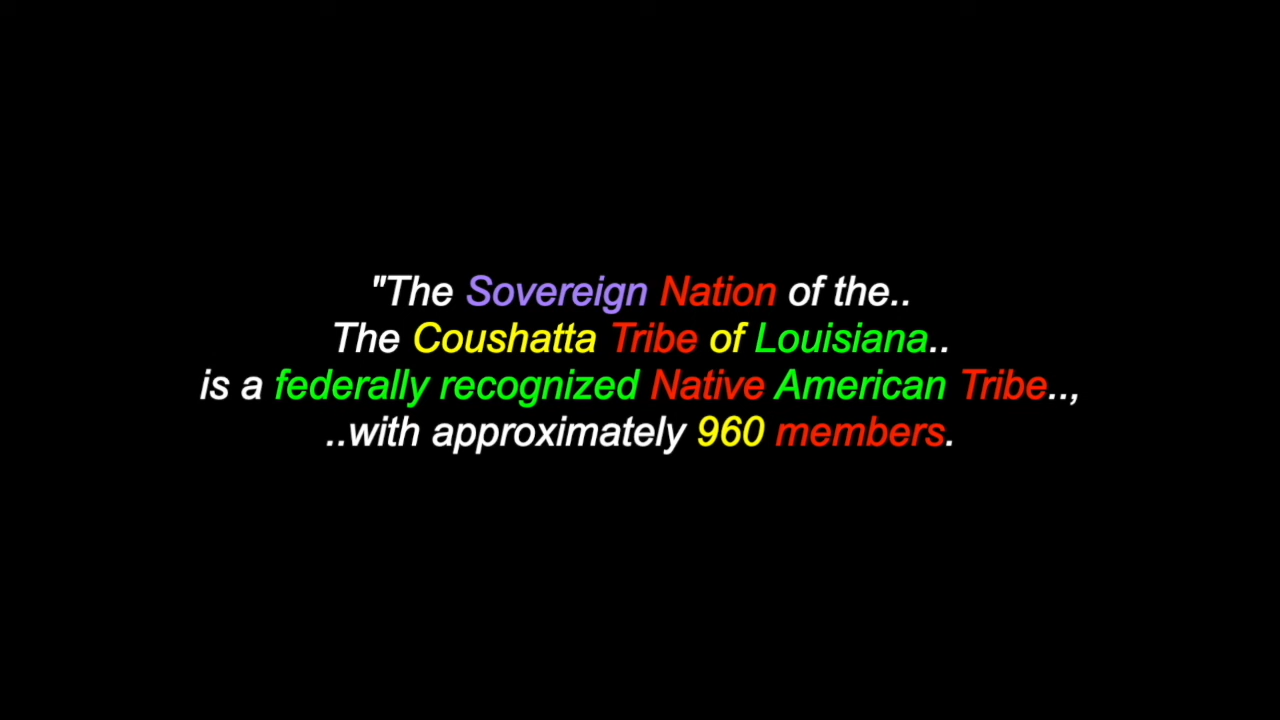 "The Sovereign Nation of the..
The Coushatta Tribe of Louisiana..
is a federally recognized Native American Tribe..,
..with approximately 960 members.